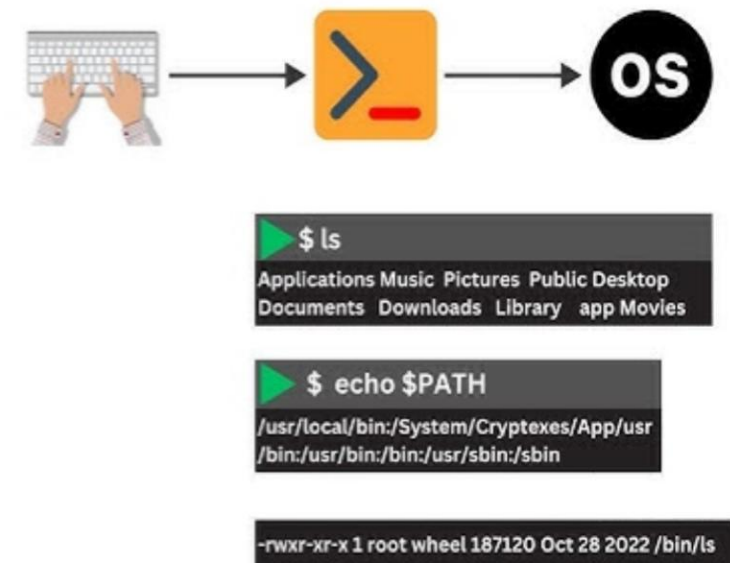 >_
OS
$ ls
Applications Music Pictures Public Desktop
Documents Downloads Library app Movies
$ echo $PATH
/usr/local/bin:/System/Cryptexes/App/usr
/bin:/usr/bin:/bin:/usr/sbin:/sbin
-rwxr-xr-x 1 root wheel 187120 Oct 28 2022 /bin/ls